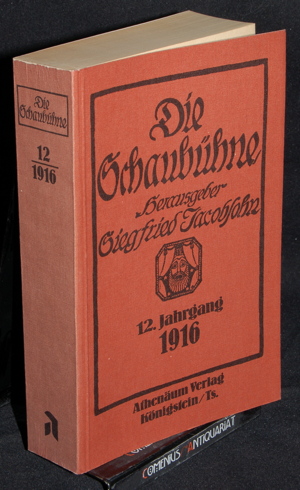 Die
Schaubühne
12
1916
Die
Schaubühne
Herausgeber
Siegfried Jacobsohn
12. Jahrgang
1916
Athenäum Verlag
Königstein/Ts.
COMENIUS ANTIQUARIAT